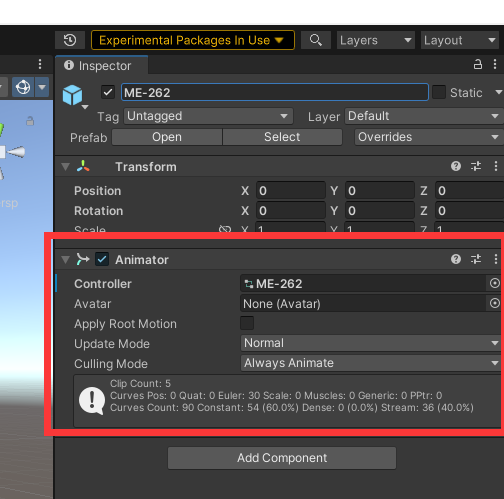 Experimental Packages In Use
Layers
Layout
Inspector
ME-262
Static
Tag Untagged Layer Default
Prefab Open Select Overrides
Transform
Position X 0 Y 0 Z 0
Rotation X 0 Y 0 Z 0
Scale X 1 Y 1 Z 1
rsp
Animator
Controller ME-262
Avatar None (Avatar)
Apply Root Motion
Update Mode Normal
Culling Mode Always Animate
Clip Count: 5
Curves Pos: 0 Quat: 0 Euler: 30 Scale: 0 Muscles: 0 Generic: 0 PPtr: 0
Curves Count: 90 Constant: 54 (60.0%) Dense: 0 (0.0%) Stream: 36 (40.0%)
Add Component